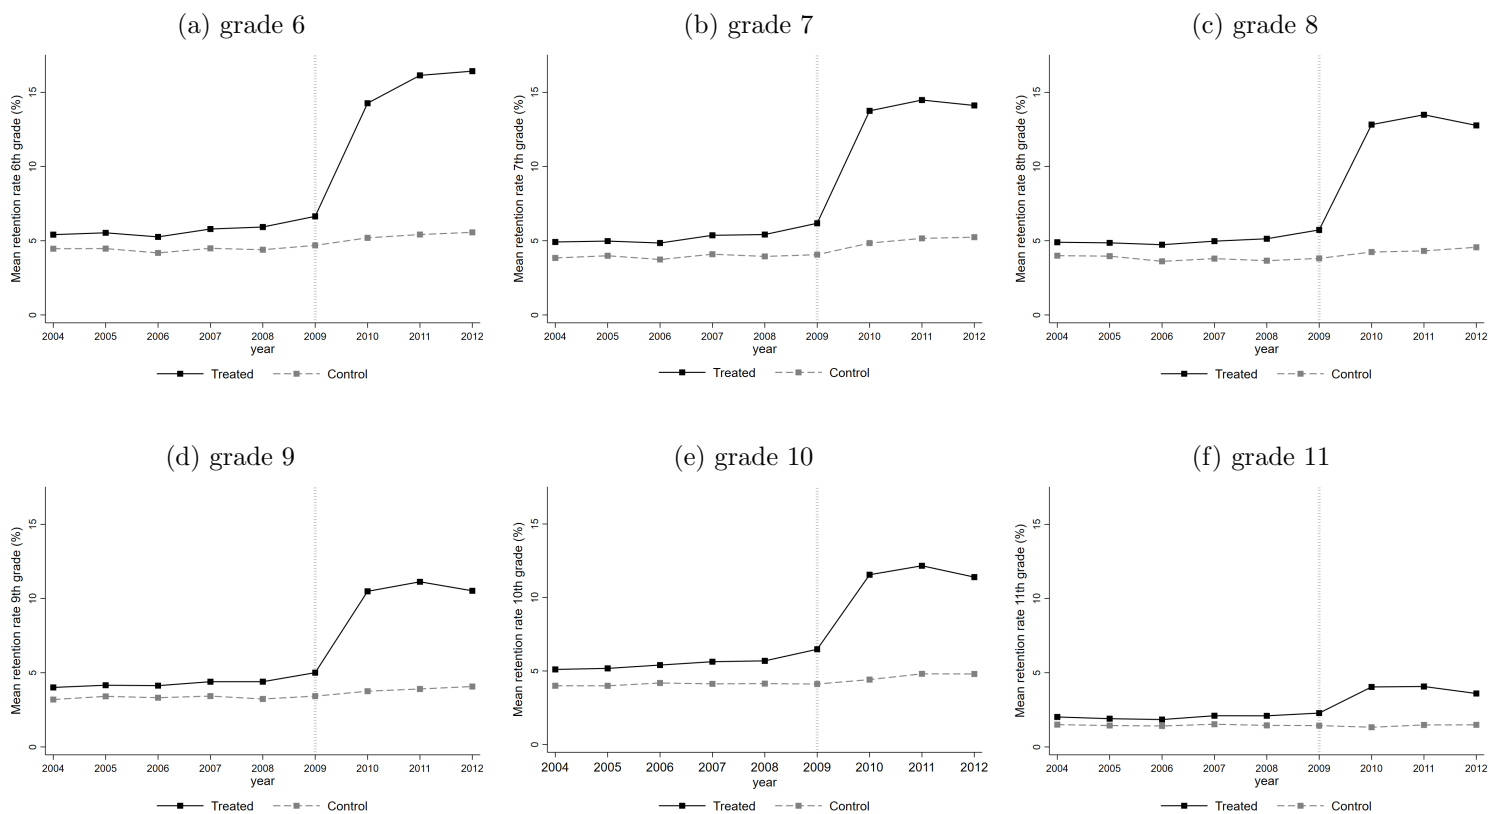 (a) grade 6
Mean retention rate 6th grade (%)
15
10
5
0
2004 2005 2006 2007 2008 2009 2010 2011 2012
year
Treated Control
(b) grade 7
Mean retention rate 7th grade (%)
15
10
5
0
2004 2005 2006 2007 2008 2009 2010 2011 2012
year
Treated Control
(c) grade 8
Mean retention rate 8th grade (%)
15
10
5
0
2004 2005 2006 2007 2008 2009 2010 2011 2012
year
Treated Control
(d) grade 9
Mean retention rate 9th grade (%)
15
10
5
0
2004 2005 2006 2007 2008 2009 2010 2011 2012
year
Treated Control
(e) grade 10
Mean retention rate 10th grade (%)
15
10
5
0
2004 2005 2006 2007 2008 2009 2010 2011 2012
year
Treated Control
(f) grade 11
Mean retention rate 11th grade (%)
15
10
5
0
2004 2005 2006 2007 2008 2009 2010 2011 2012
year
Treated Control